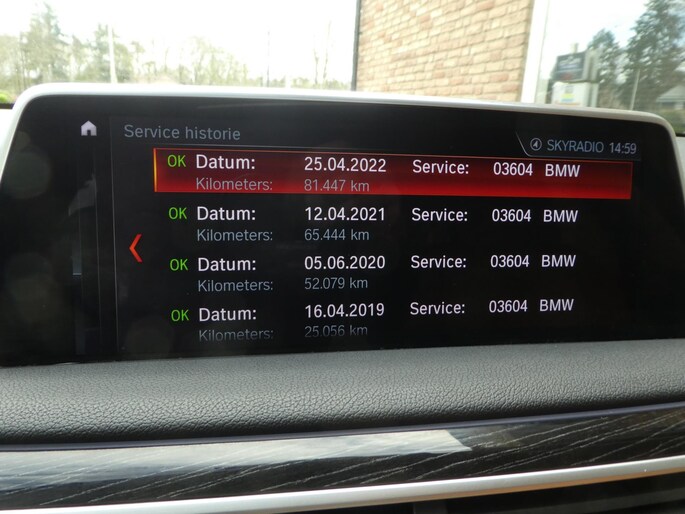 Service historie
SKYRADIO 14:59
OK Datum: 25.04.2022 Service: 03604 BMW
Kilometers: 81.447 km
OK Datum: 12.04.2021 Service: 03604 BMW
Kilometers: 65.444 km
OK Datum: 05.06.2020 Service: 03604 BMW
Kilometers: 52.079 km
OK Datum: 16.04.2019 Service: 03604 BMW
Kilometers: 25.056 km